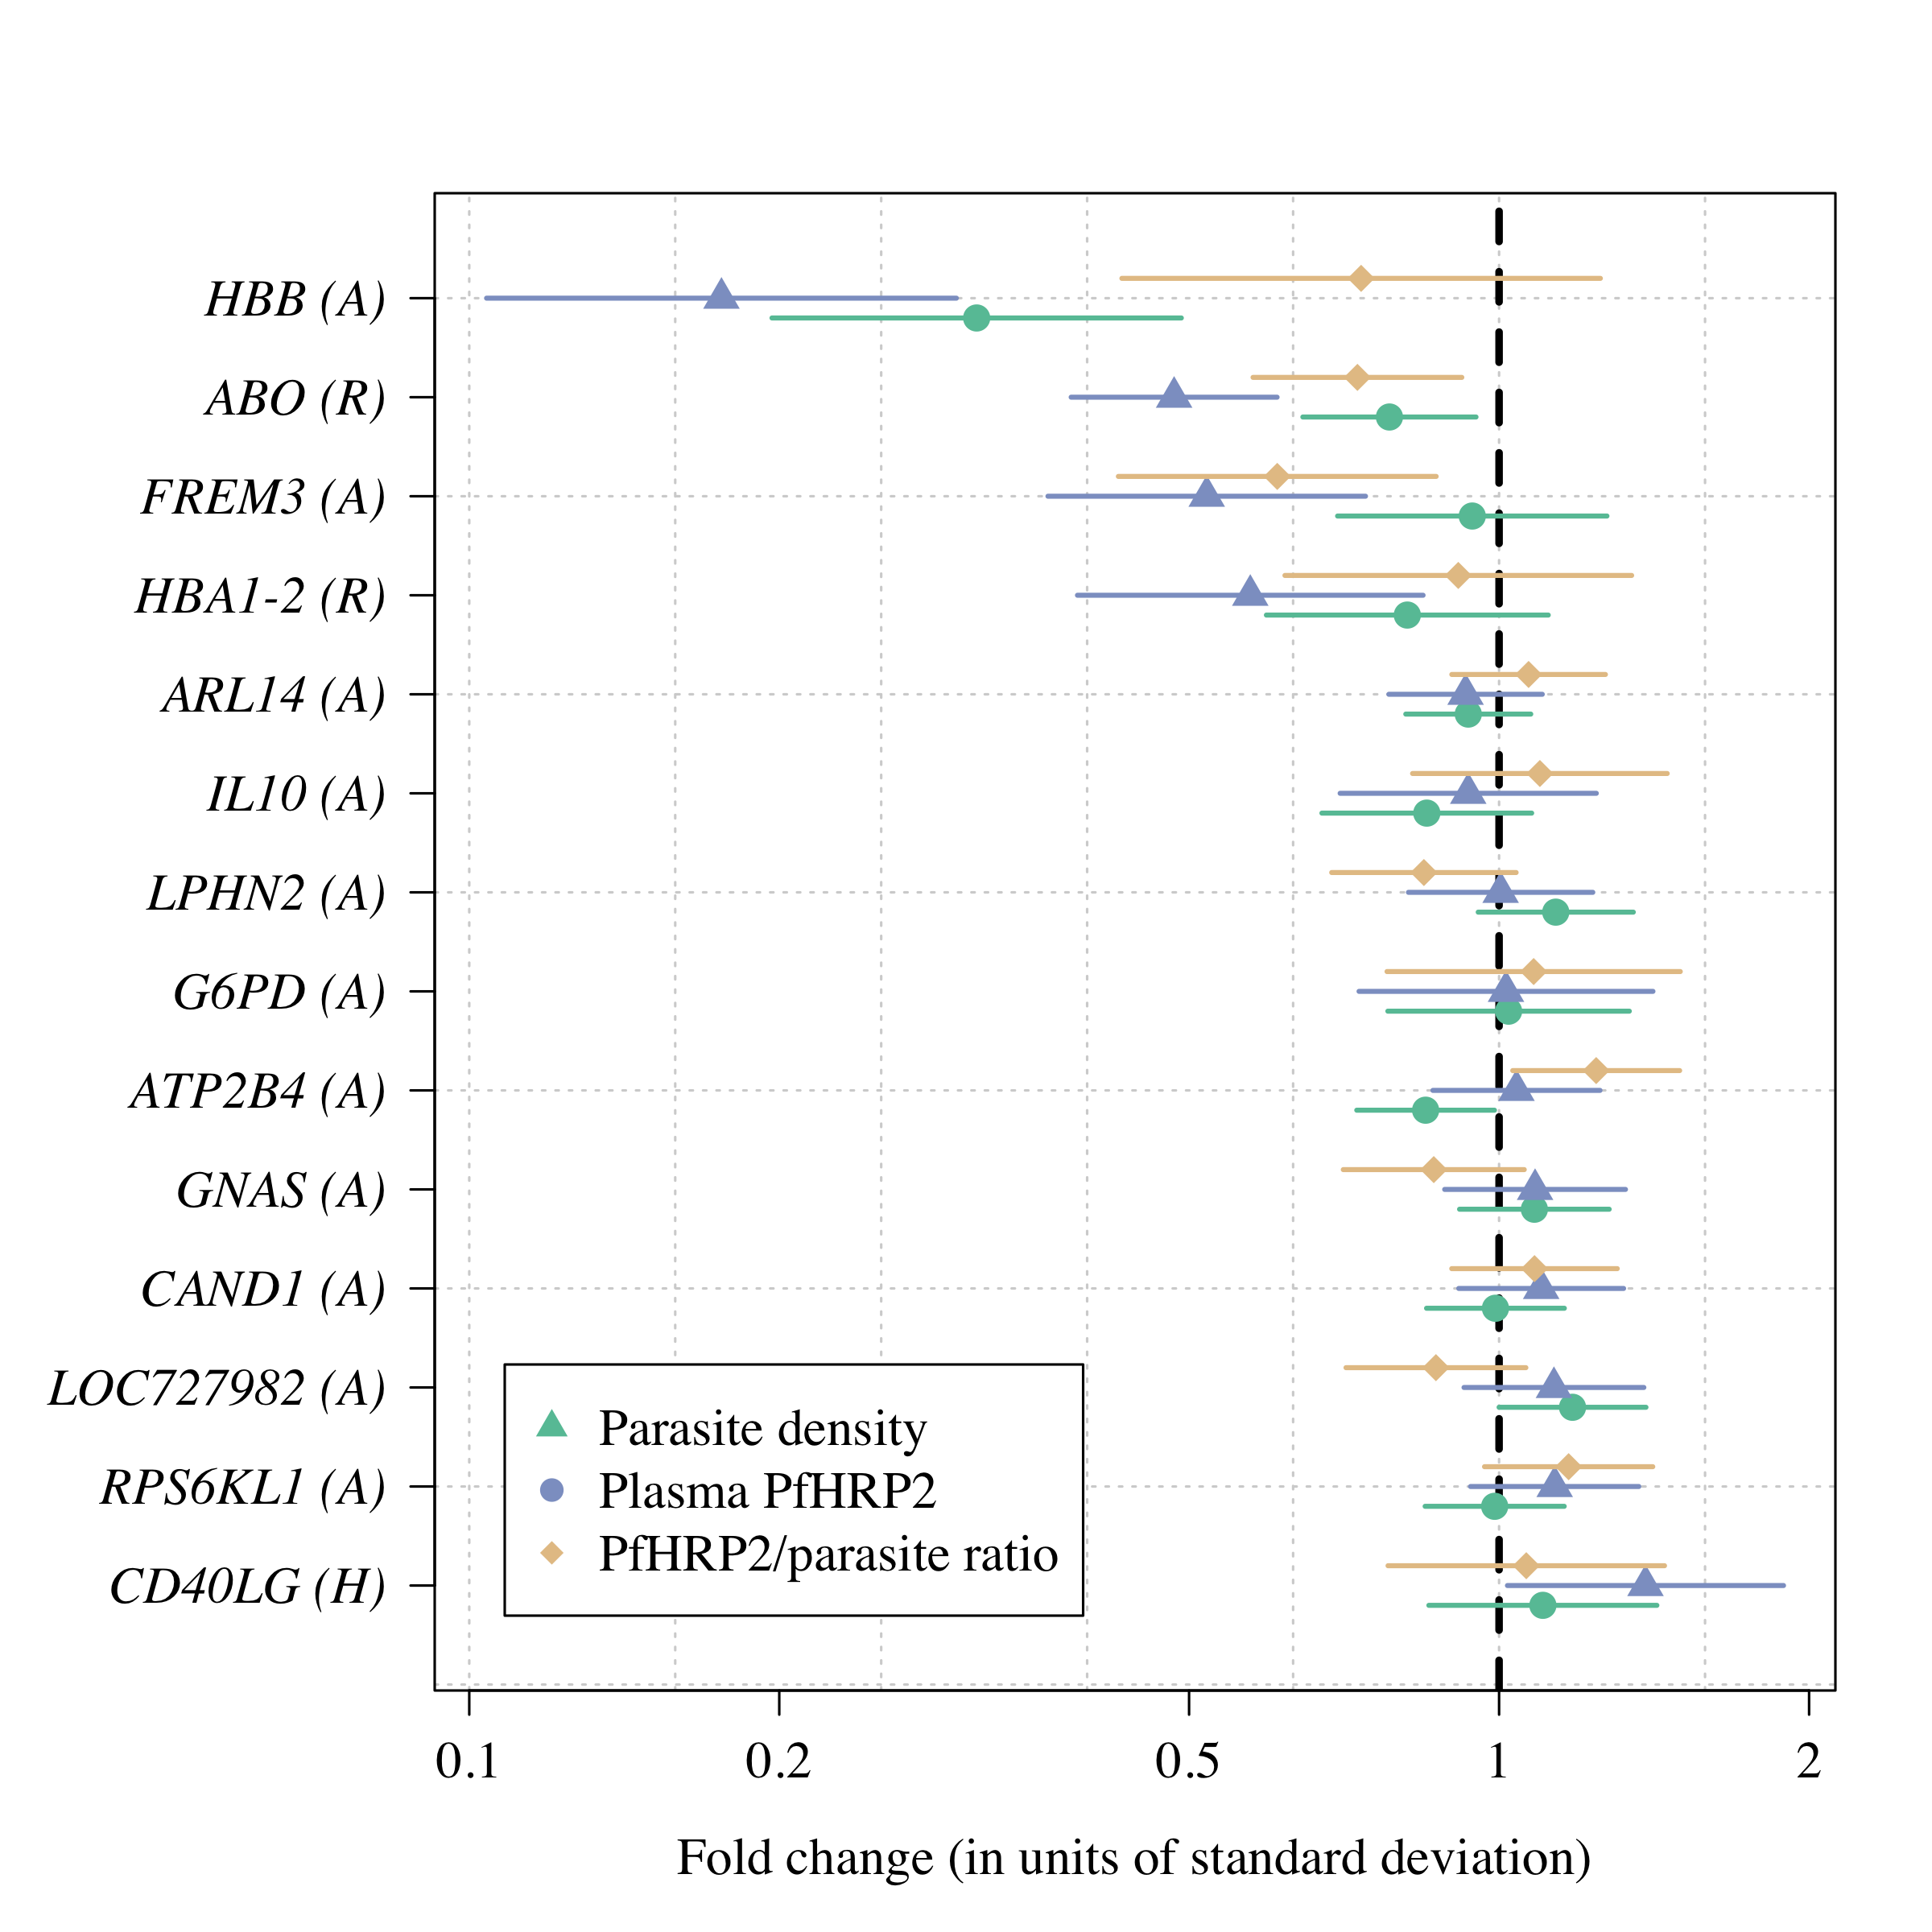 HBB (A)
ABO (R)
FREM3 (A)
HBA1-2 (R)
ARL14 (A)
IL10 (A)
LPHN2 (A)
G6PD (A)
ATP2B4 (A)
GNAS (A)
CAND1 (A)
LOC727982 (A)
RPS6KL1 (A)
CD40LG (H)
Parasite density
Plasma PfHRP2
PfHRP2/parasite ratio
0.1 0.2 0.5 1 2
Fold change (in units of standard deviation)